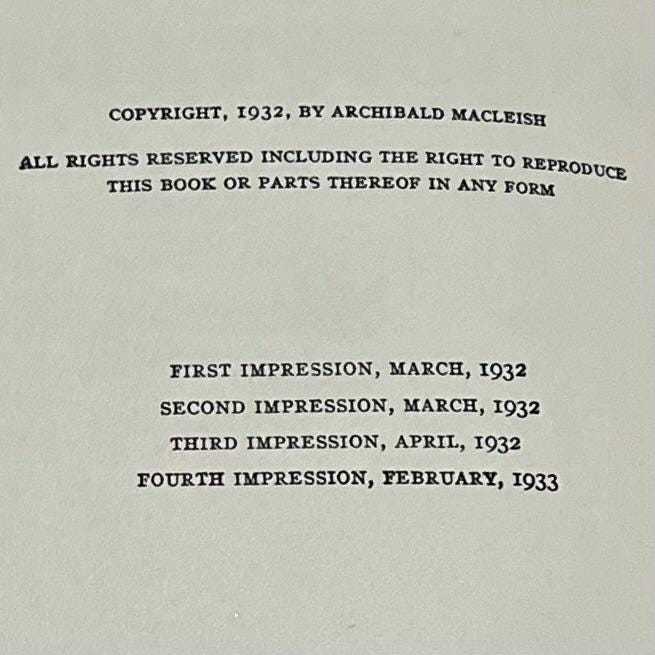 COPYRIGHT, 1932, BY ARCHIBALD MACLEISH
ALL RIGHTS RESERVED INCLUDING THE RIGHT TO REPRODUCE
THIS BOOK OR PARTS THEREOF IN ANY FORM
FIRST IMPRESSION, MARCH, 1932
SECOND IMPRESSION, MARCH, 1932
THIRD IMPRESSION, APRIL, 1932
FOURTH IMPRESSION, FEBRUARY, 1933